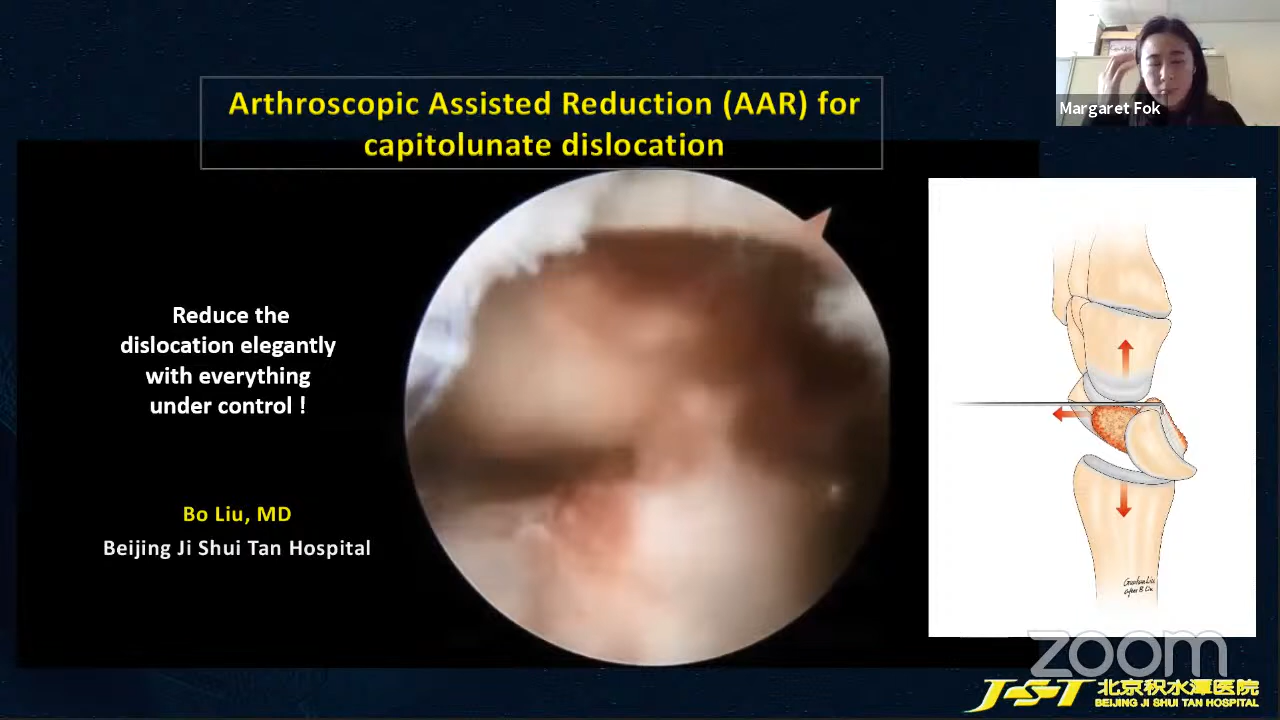 Arthroscopic Assisted Reduction (AAR) for
capitolunate dislocation
Margaret Fok
Reduce the
dislocation elegantly
with everything
under control !
Bo Liu, MD
Beijing Ji Shui Tan Hospital
zoom
JST
北京积水潭医院
BEIJING JI SHUI TAN HOSPITAL